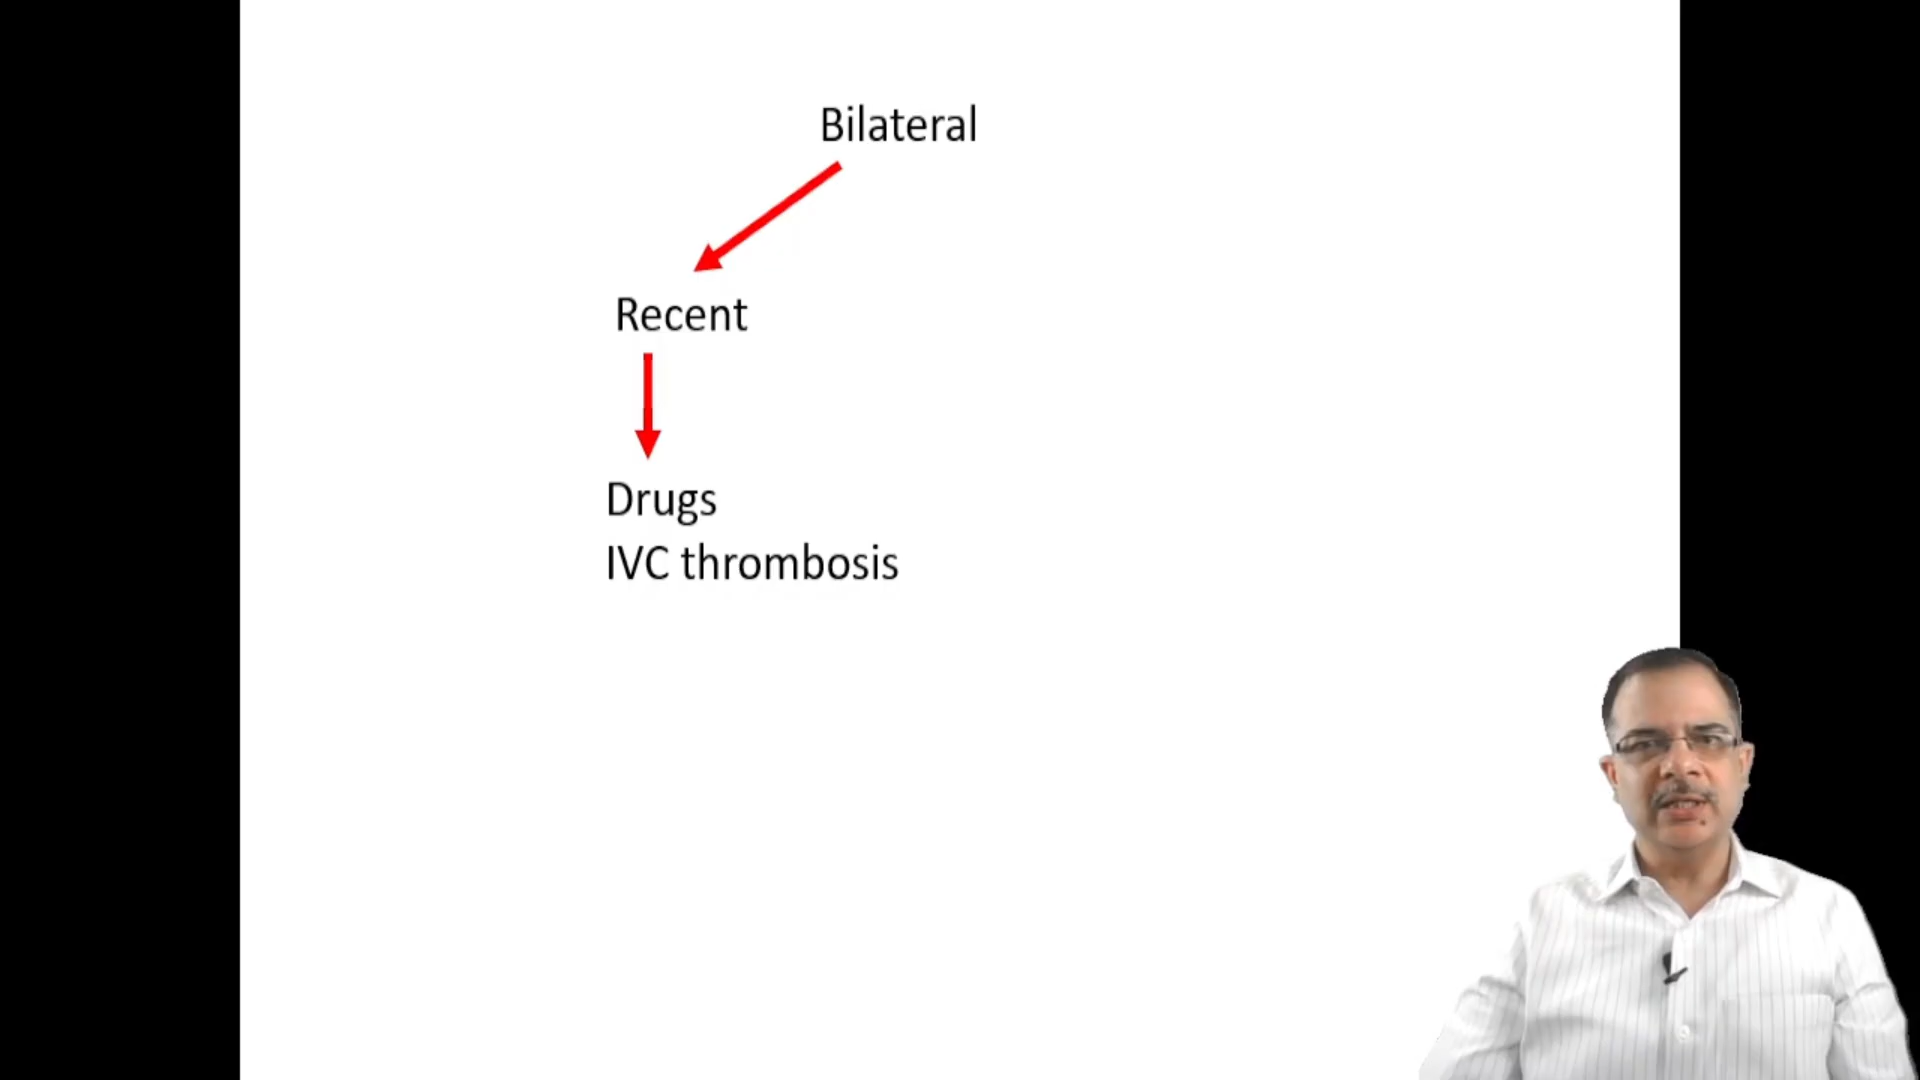 Bilateral
Recent
Drugs
IVC thrombosis